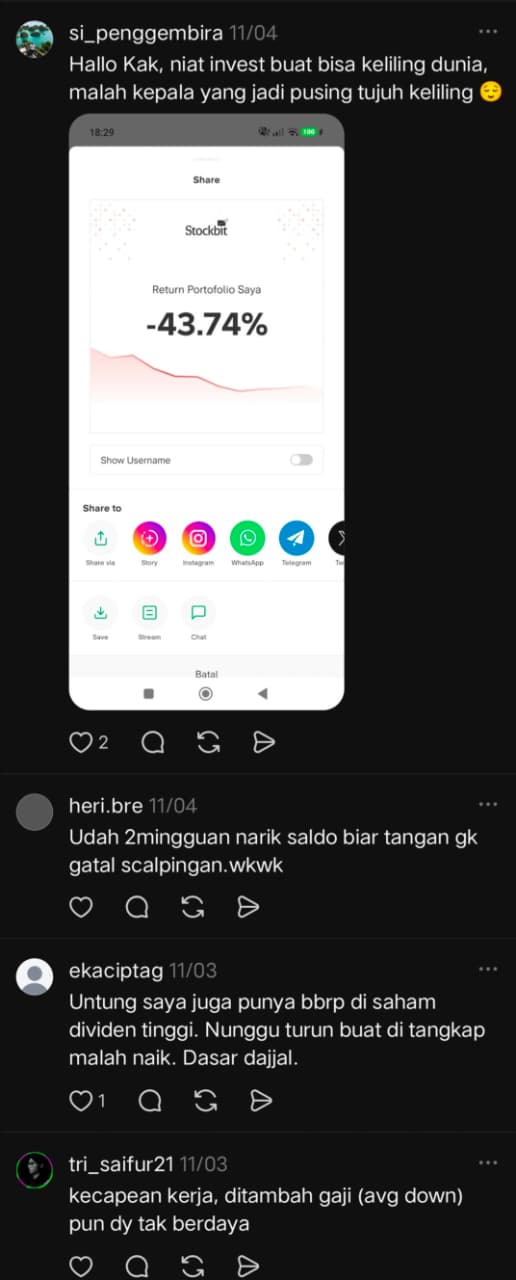 si_penggembira 11/04
Hallo Kak, niat invest buat bisa keliling dunia,
malah kepala yang jadi pusing tujuh keliling 😌
18:29
100
Share
Stockbit
Return Portofolio Saya
-43.74%
Show Username
Share to
Share via
Story
Instagram
WhatsApp
Telegram
Tw
Save
Stream
Chat
Batal
2
heri.bre 11/04
Udah 2mingguan narik saldo biar tangan gk
gatal scalpingan.wkwk
ekaciptag 11/03
Untung saya juga punya bbrp di saham
dividen tinggi. Nunggu turun buat di tangkap
malah naik. Dasar dajjal.
1
tri_saifur21 11/03
kecapean kerja, ditambah gaji (avg down)
pun dy tak berdaya